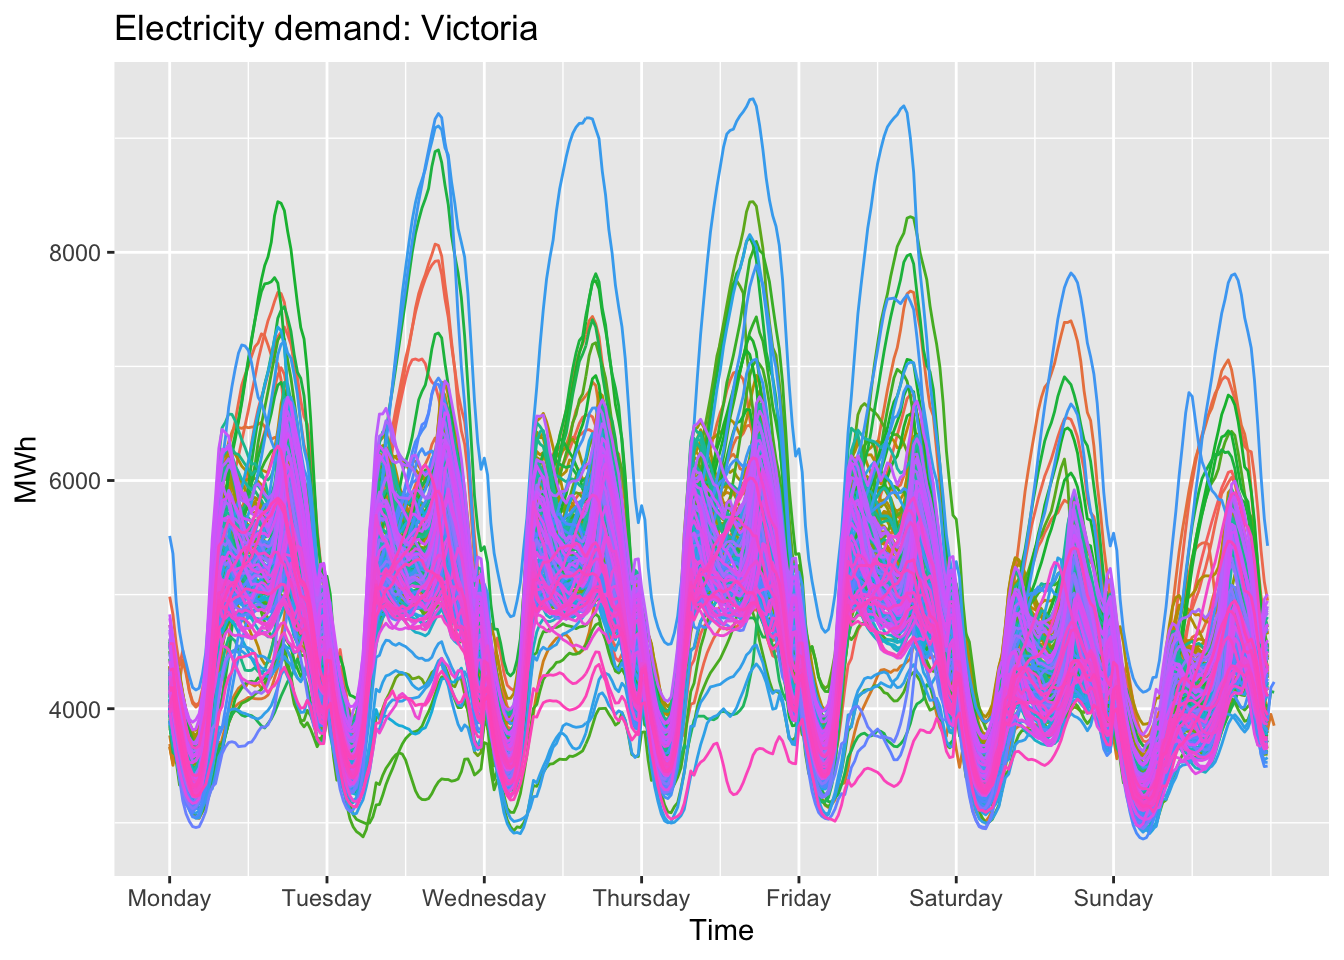 Electricity demand: Victoria
MWh
8000
6000
4000
Monday Tuesday Wednesday Thursday Friday Saturday Sunday
Time